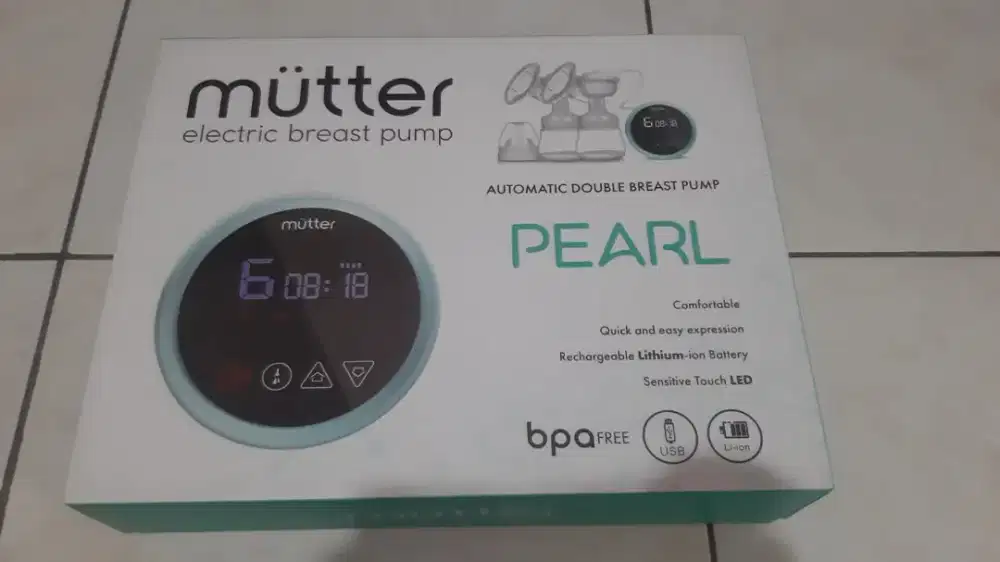 mütter
electric breast pump
6 08:18
AUTOMATIC DOUBLE BREAST PUMP
PEARL
mütter
6 08:18
Comfortable
Quick and easy expression
Rechargeable Lithium-ion Battery
Sensitive Touch LED
bpa FREE
USB
Li-ion